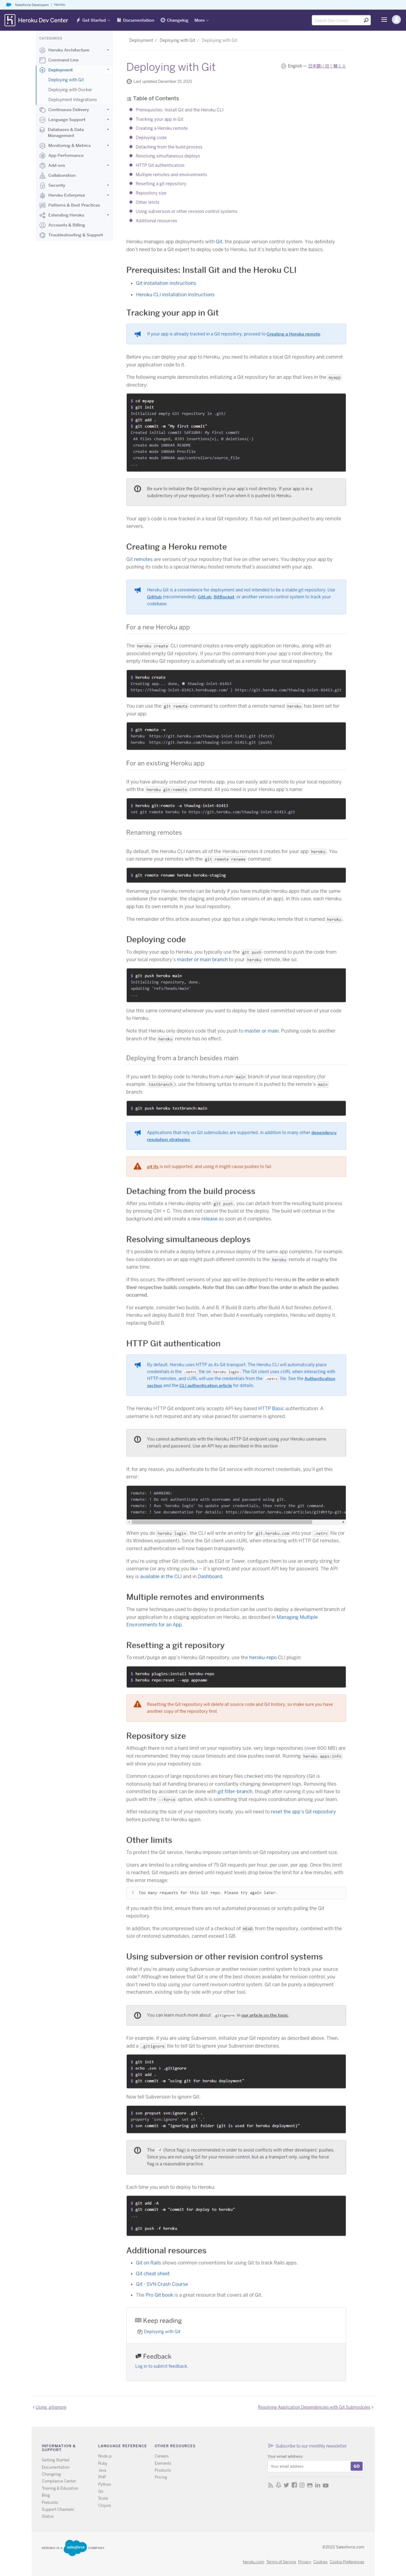 Salesforce Developers / Heroku
Heroku Dev Center
Get Started
Documentation
Changelog
More
CATEGORIES
Heroku Architecture
Command Line
Deployment
Deploying with Git
Deploying with Docker
Deployment Integrations
Continuous Delivery
Language Support
Databases & Data
Management
Monitoring & Metrics
App Performance
Add-ons
Collaboration
Security
Heroku Enterprise
Patterns & Best Practices
Extending Heroku
Accounts & Billing
Troubleshooting & Support
Deployment / Deploying with Git / Deploying with Git
Deploying with Git
English —
Last updated December 15, 2021
Table of Contents
Prerequisites: Install Git and the Heroku CLI
Tracking your app in Git
Creating a Heroku remote
Deploying code
Detaching from the build process
Resolving simultaneous deploys
HTTP Git authentication
Multiple remotes and environments
Resetting a git repository
Repository size
Other limits
Using subversion or other revision control systems
Additional resources
Heroku manages app deployments with Git, the popular version control system. You definitely
don't need to be a Git expert to deploy code to Heroku, but it's helpful to learn the basics.
Prerequisites: Install Git and the Heroku CLI
Git installation instructions.
Heroku CLI installation instructions
Tracking your app in Git
If your app is already tracked in a Git repository, proceed to Creating a Heroku remote.
Before you can deploy your app to Heroku, you need to initialize a local Git repository and commit
your application code to it.
The following example demonstrates initializing a Git repository for an app that lives in the myapp
directory:
$ cd myapp
$ git init
Initialized empty Git repository in .git/
$ git add .
$ git commit -m "My first commit"
Created initial commit 5df2d09: My first commit
44 files changed, 8393 insertions(+), 0 deletions(-)
create mode 100644 README
create mode 100644 Procfile
create mode 100644 app/controllers/source_file
...
Be sure to initialize the Git repository in your app's root directory. If your app is in a
subdirectory of your repository, it won't run when it is pushed to Heroku.
Your app's code is now tracked in a local Git repository. It has not yet been pushed to any remote
servers.
Creating a Heroku remote
Git remotes are versions of your repository that live on other servers. You deploy your app by
pushing its code to a special Heroku-hosted remote that's associated with your app.
Heroku Git is a convenience for deployment and not intended to be a stable git repository. Use
GitHub (recommended), GitLab, BitBucket, or another version control system to track your
codebase.
For a new Heroku app
The heroku create CLI command creates a new empty application on Heroku, along with an
associated empty Git repository. If you run this command from your app's root directory, the
empty Heroku Git repository is automatically set as a remote for your local repository.
$ heroku create
Creating app... done, ⬢ thawing-inlet-61413
https://thawing-inlet-61413.herokuapp.com/ | https://git.heroku.com/thawing-inlet-61413.git
You can use the git remote command to confirm that a remote named heroku has been set for
your app:
$ git remote -v
heroku https://git.heroku.com/thawing-inlet-61413.git (fetch)
heroku https://git.heroku.com/thawing-inlet-61413.git (push)
For an existing Heroku app
If you have already created your Heroku app, you can easily add a remote to your local repository
with the heroku git:remote command. All you need is your Heroku app's name:
$ heroku git:remote -a thawing-inlet-61413
set git remote heroku to https://git.heroku.com/thawing-inlet-61413.git
Renaming remotes
By default, the Heroku CLI names all of the Heroku remotes it creates for your app heroku. You
can rename your remotes with the git remote rename command:
$ git remote rename heroku heroku-staging
Renaming your Heroku remote can be handy if you have multiple Heroku apps that use the same
codebase (for example, the staging and production versions of an app). In this case, each Heroku
app has its own remote in your local repository.
The remainder of this article assumes your app has a single Heroku remote that is named heroku.
Deploying code
To deploy your app to Heroku, you typically use the git push command to push the code from
your local repository's master or main branch to your heroku remote, like so:
$ git push heroku main
Initializing repository, done.
updating 'refs/heads/main'
...
Use this same command whenever you want to deploy the latest committed version of your code
to Heroku.
Note that Heroku only deploys code that you push to master or main. Pushing code to another
branch of the heroku remote has no effect.
Deploying from a branch besides main
If you want to deploy code to Heroku from a non-main branch of your local repository (for
example, testbranch), use the following syntax to ensure it is pushed to the remote's main
branch:
$ git push heroku testbranch:main
Applications that rely on Git submodules are supported, in addition to many other dependency
resolution strategies.
git lfs is not supported, and using it might cause pushes to fail.
Detaching from the build process
After you initiate a Heroku deploy with git push, you can detach from the resulting build process
by pressing Ctrl + C. This does not cancel the build or the deploy. The build will continue in the
background and will create a new release as soon as it completes.
Resolving simultaneous deploys
It's possible to initiate a deploy before a previous deploy of the same app completes. For example,
two collaborators on an app might push different commits to the heroku remote at roughly the
same time.
If this occurs, the different versions of your app will be deployed to Heroku in the order in which
their respective builds complete. Note that this can differ from the order in which the pushes
occurred.
For example, consider two builds, A and B. If Build B starts after Build A but finishes before it,
Heroku will deploy Build B first. Then, when Build A eventually completes, Heroku will deploy it,
replacing Build B.
HTTP Git authentication
By default, Heroku uses HTTP as its Git transport. The Heroku CLI will automatically place
credentials in the .netrc file on heroku login. The Git client uses cURL when interacting with
HTTP remotes, and cURL will use the credentials from the .netrc file. See the Authentication
section and the CLI authentication article for details.
The Heroku HTTP Git endpoint only accepts API-key based HTTP Basic authentication. A
username is not required and any value passed for username is ignored.
You cannot authenticate with the Heroku HTTP Git endpoint using your Heroku username
(email) and password. Use an API key as described in this section.
If, for any reason, you authenticate to the Git service with incorrect credentials, you'll get this
error:
remote: ! WARNING:
remote: ! Do not authenticate with username and password using git.
remote: ! Run `heroku login` to update your credentials, then retry the git command.
remote: ! See documentation for details: https://devcenter.heroku.com/articles/git#http-git-a
When you do heroku login, the CLI will write an entry for git.heroku.com into your .netrc file (or
its Windows equivalent). Since the Git client uses cURL when interacting with HTTP Git remotes,
correct authentication will now happen transparently.
If you're using other Git clients, such as EGit or Tower, configure them to use an empty string for
username (or any string you like — it's ignored) and your account API key for the password. The API
key is available in the CLI and in Dashboard.
Multiple remotes and environments
The same techniques used to deploy to production can be used to deploy a development branch of
your application to a staging application on Heroku, as described in Managing Multiple
Environments for an App.
Resetting a git repository
To reset/purge an app's Heroku Git repository, use the heroku-repo CLI plugin:
$ heroku plugins:install heroku-repo
$ heroku repo:reset --app appname
Resetting the Git repository will delete all source code and Git history, so make sure you have
another copy of the repository first.
Repository size
Although there is not a hard limit on your repository size, very large repositories (over 600 MB) are
not recommended; they may cause timeouts and slow pushes overall. Running heroku apps:info
will show you your repository size.
Common causes of large repositories are binary files checked into the repository (Git is
notoriously bad at handling binaries) or constantly changing development logs. Removing files
committed by accident can be done with git filter-branch, though after running it you will have to
push with the --force option, which is something that requires coordination among your team.
After reducing the size of your repository locally, you will need to reset the app's Git repository
before pushing it to Heroku again.
Other limits
To protect the Git service, Heroku imposes certain limits on Git repository usage and size.
Users are limited to a rolling window of 75 Git requests per hour, per user, per app. Once this limit
is reached, Git requests are denied until request levels drop below the limit for a few minutes, with
the error message:
! Too many requests for this Git repo. Please try again later.
If you reach this limit, ensure there are not automated processes or scripts polling the Git
repository.
In addition, the uncompressed size of a checkout of HEAD from the repository, combined with the
size of restored submodules, cannot exceed 1 GB.
Using subversion or other revision control systems
What if you're already using Subversion or another revision control system to track your source
code? Although we believe that Git is one of the best choices available for revision control, you
don't need to stop using your current revision control system. In this case, Git can serve purely as
a deployment mechanism.
You can learn much more about .gitignore in our article on the topic.
For example, if you are using Subversion, initialize your Git repository as described above. Then,
add a .gitignore file to tell Git to ignore your Subversion directories.
$ git init
$ echo .svn > .gitignore
$ git add .
$ git commit -m "using git for heroku deployment"
Now tell Subversion to ignore Git:
$ svn propset svn:ignore .git .
property 'svn:ignore' set on '.'
$ svn commit -m "ignoring git folder (git is used for heroku deployment)"
The -f (force flag) is recommended in order to avoid conflicts with other developers' pushes.
Since you are not using Git for your revision control, but as a transport only, using the force
flag is a reasonable practice.
Each time you wish to deploy to Heroku:
$ git add -A
$ git commit -m "commit for deploy to heroku"
...
$ git push -f heroku
Additional resources
Git on Rails shows common conventions for using Git to track Rails apps.
Git cheat sheet
Git - SVN Crash Course
The Pro Git book is a great resource that covers all of Git.
Keep reading
Deploying with Git
Feedback
Log in to submit feedback.
Using .slugignore
Resolving Application Dependencies with Git Submodules
INFORMATION &
SUPPORT
Getting Started
Documentation
Changelog
Compliance Center
Training & Education
Blog
Podcasts
Support Channels
Status
LANGUAGE REFERENCE
Node.js
Ruby
Java
PHP
Python
Go
Scala
Clojure
OTHER RESOURCES
Careers
Elements
Products
Pricing
Subscribe to our monthly newsletter
Your email address:
Your email address
GO
HEROKU IS A salesforce COMPANY
©2022 Salesforce.com
heroku.com Terms of Service Privacy Cookies Cookie Preferences